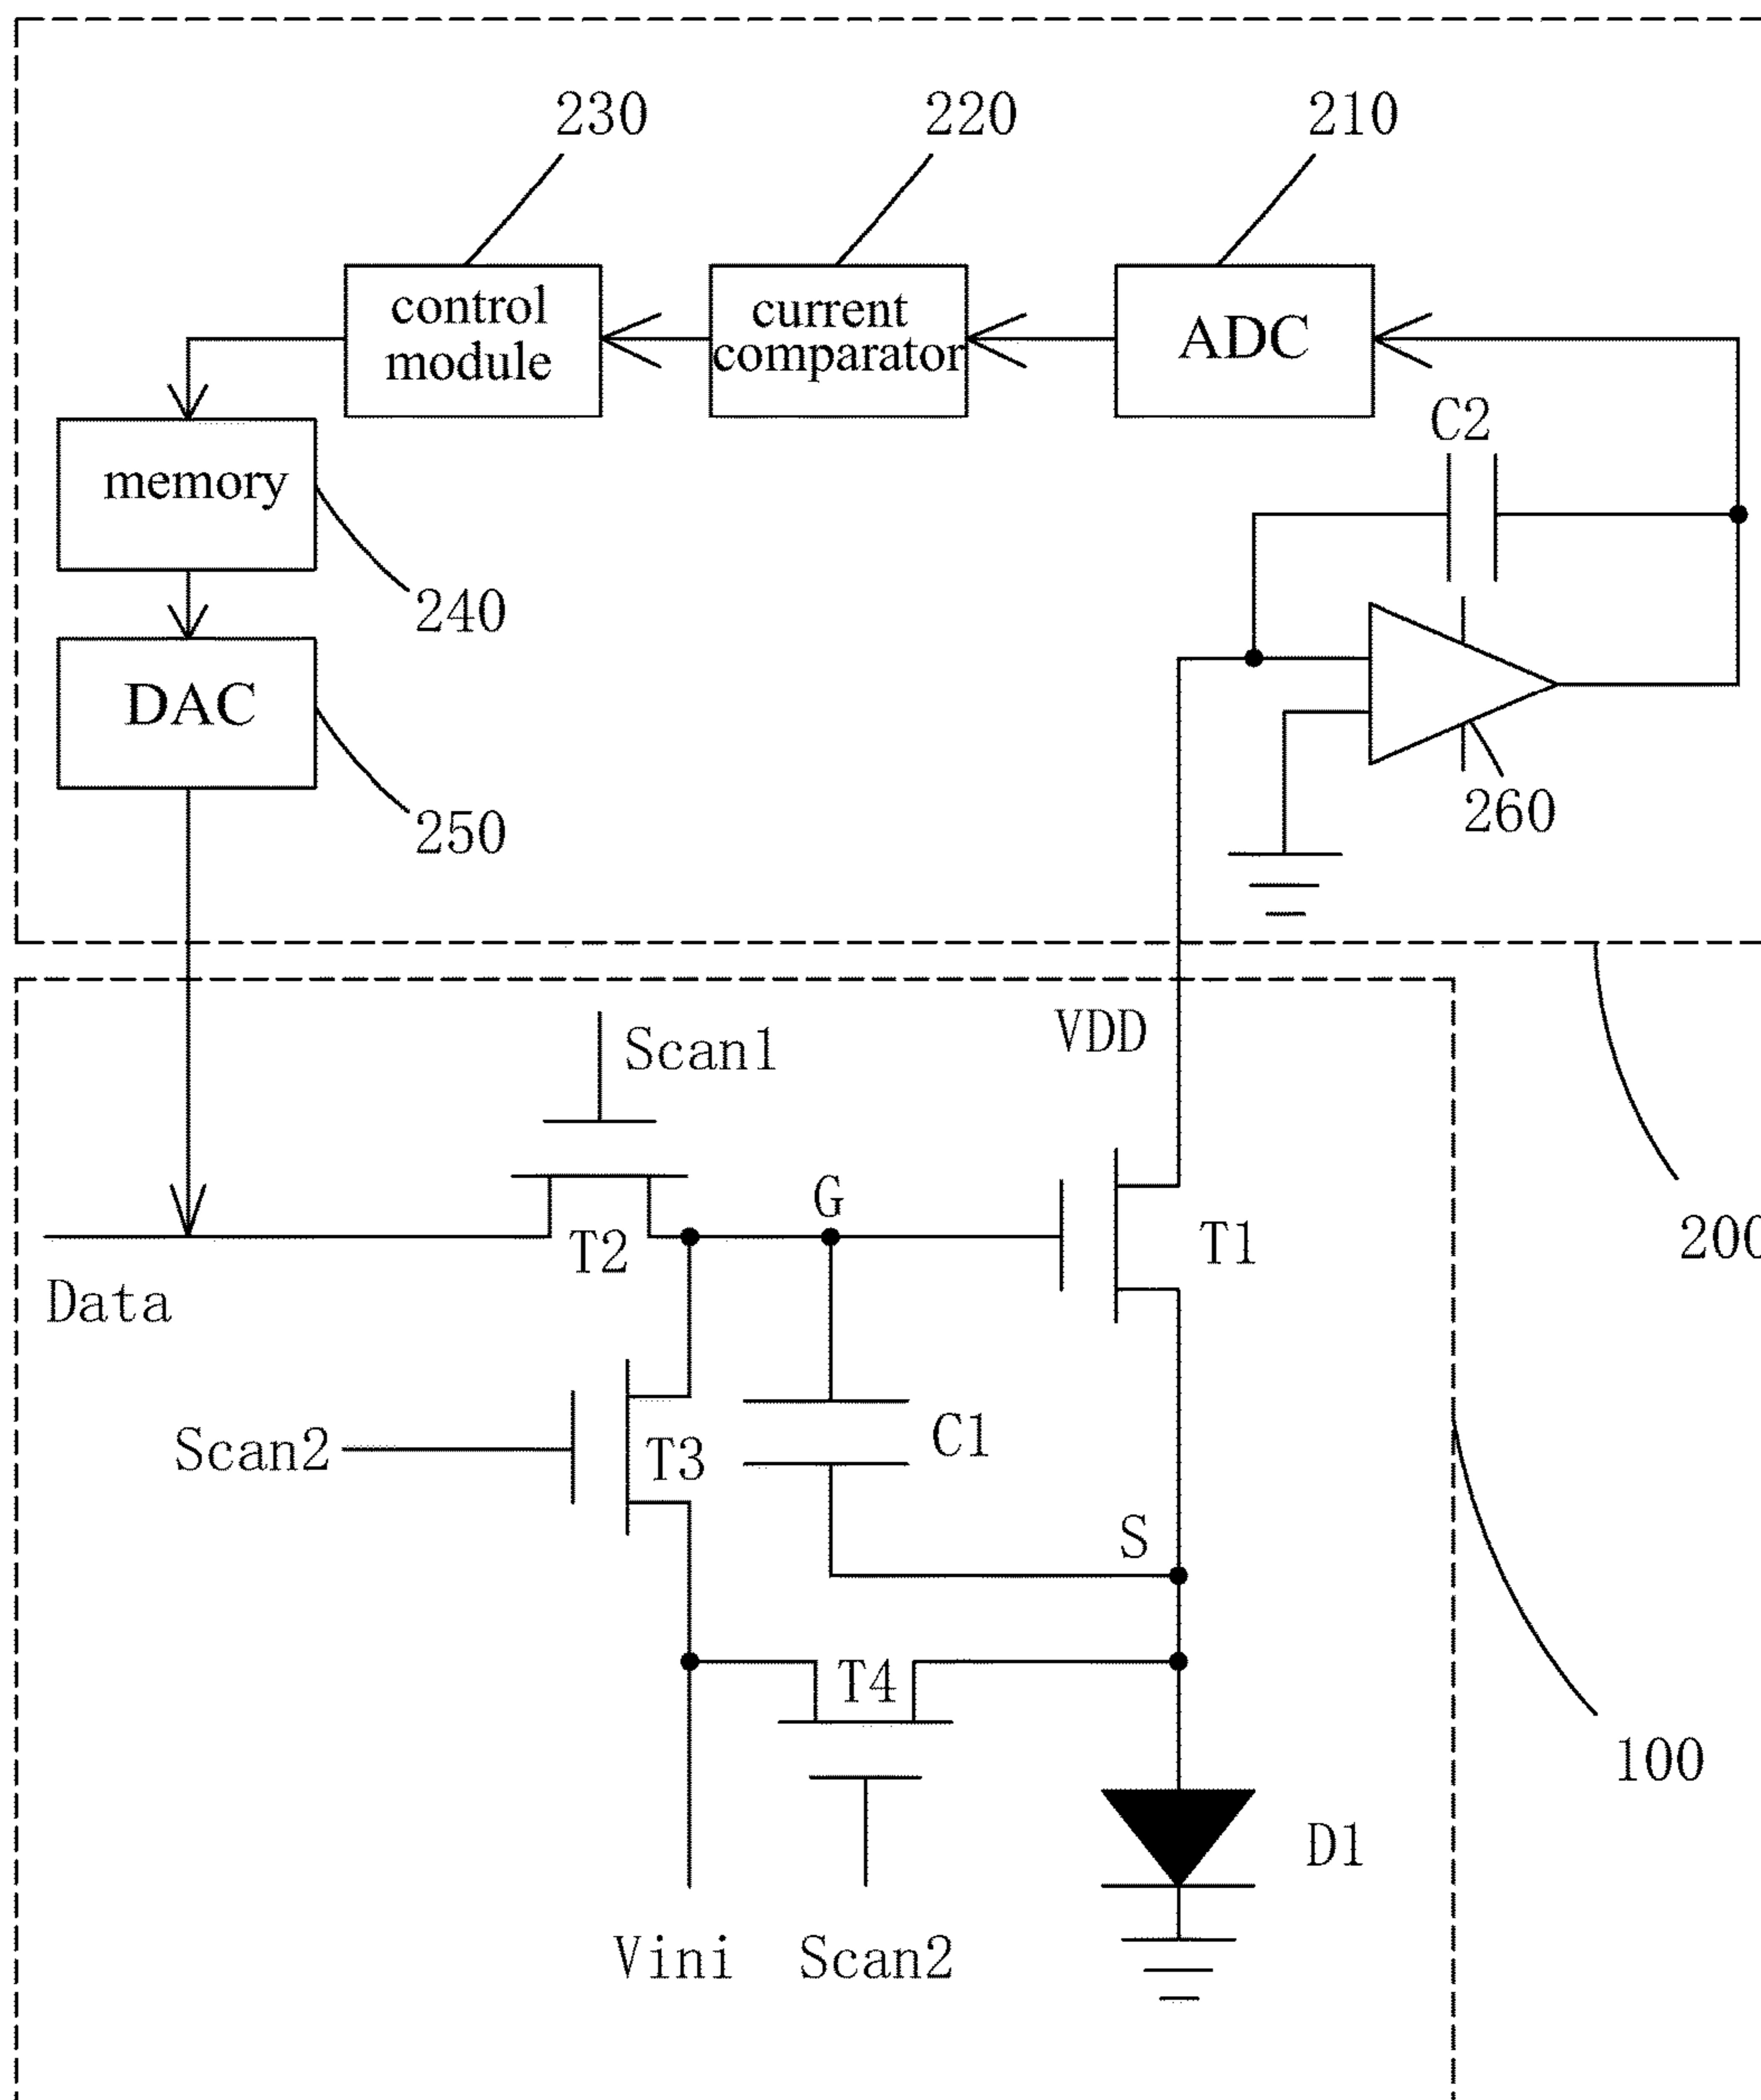 230
220
210
control
module
current
comparator
ADC
C2
memory
240
DAC
250
260
VDD
Scan1
G
T2
T1
200
Data
Scan2
T3
C1
S
T4
100
D1
Vini
Scan2